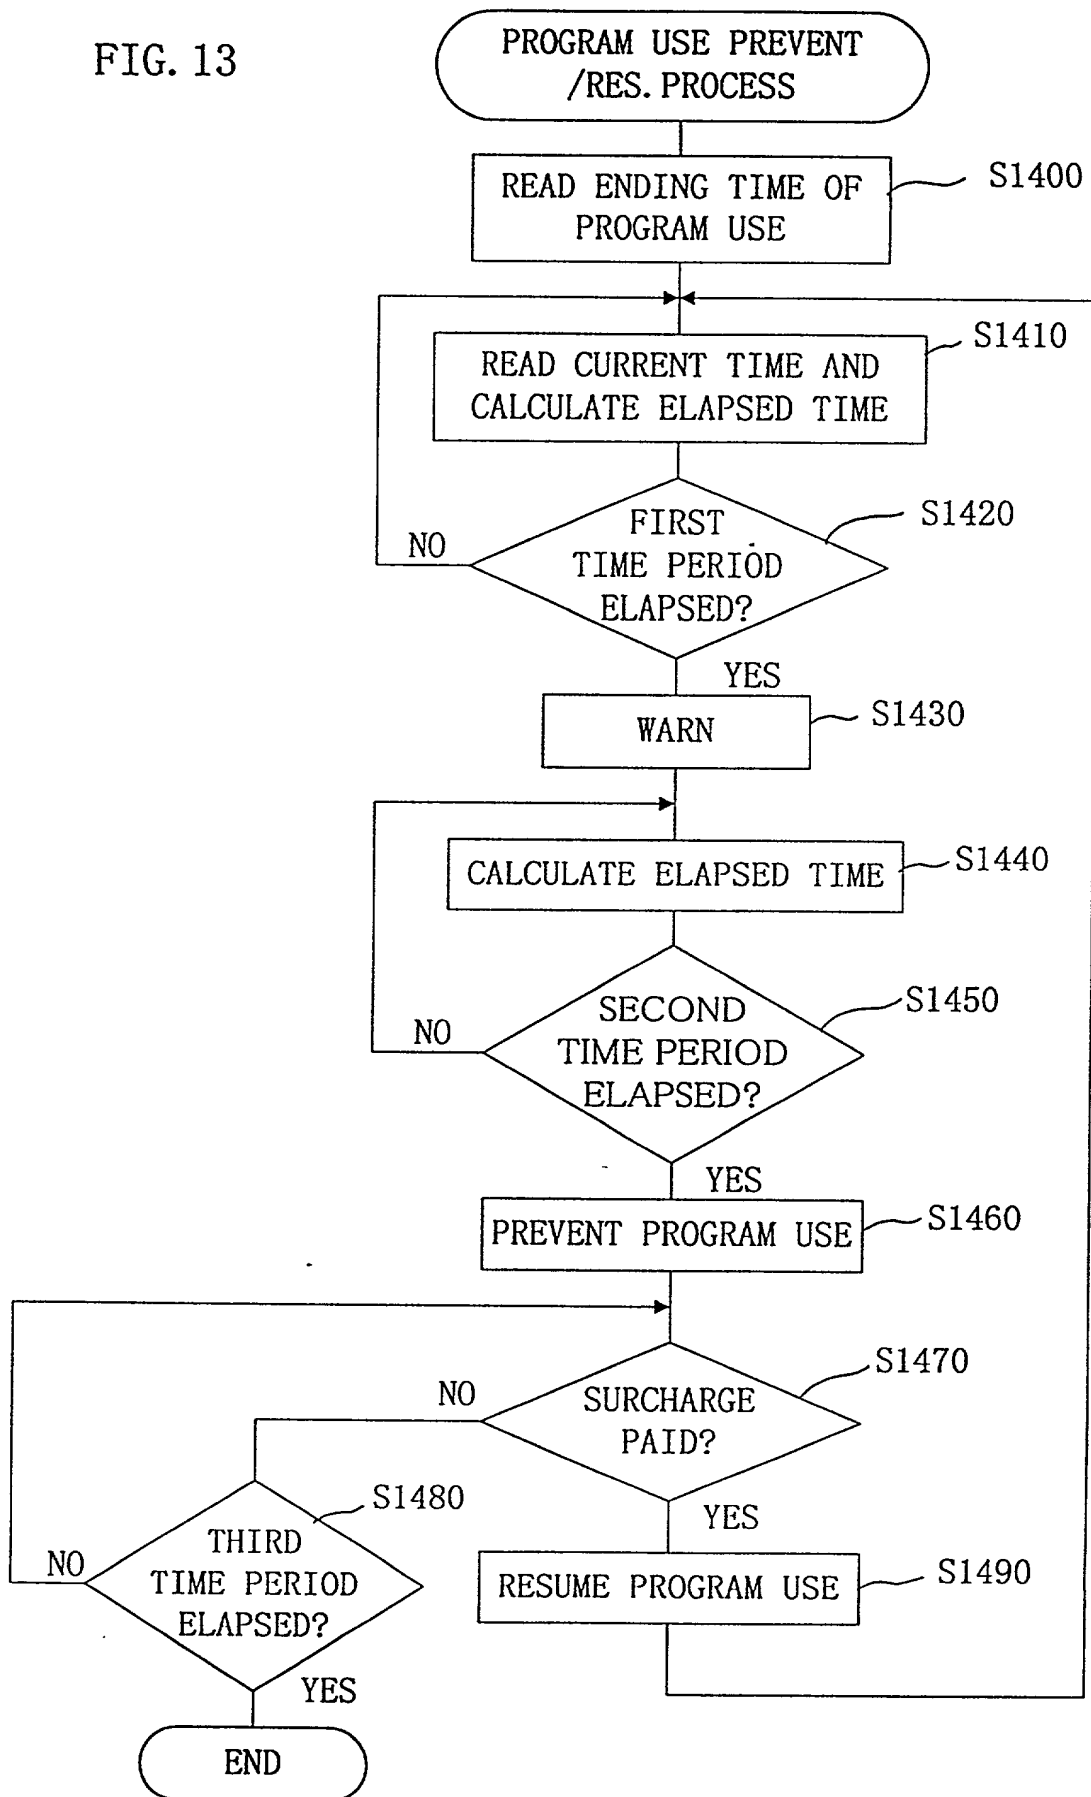 FIG. 13
PROGRAM USE PREVENT
/RES. PROCESS
READ ENDING TIME OF
PROGRAM USE
S1400
READ CURRENT TIME AND
CALCULATE ELAPSED TIME
S1410
FIRST
TIME PERIOD
ELAPSED?
S1420
NO
YES
WARN
S1430
CALCULATE ELAPSED TIME
S1440
SECOND
TIME PERIOD
ELAPSED?
S1450
NO
YES
PREVENT PROGRAM USE
S1460
SURCHARGE
PAID?
S1470
NO
YES
THIRD
TIME PERIOD
ELAPSED?
S1480
NO
YES
RESUME PROGRAM USE
S1490
END